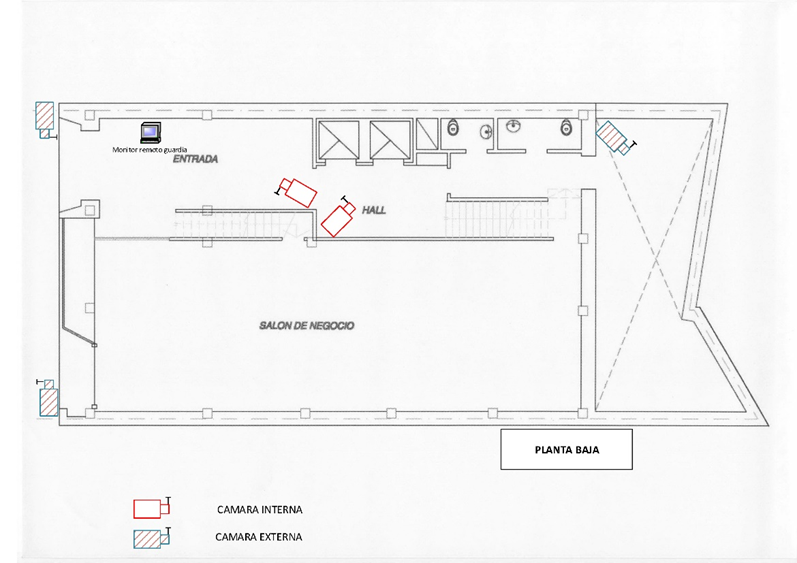 Monitor remoto guardia
ENTRADA
HALL
SALON DE NEGOCIO
PLANTA BAJA
CAMARA INTERNA
CAMARA EXTERNA